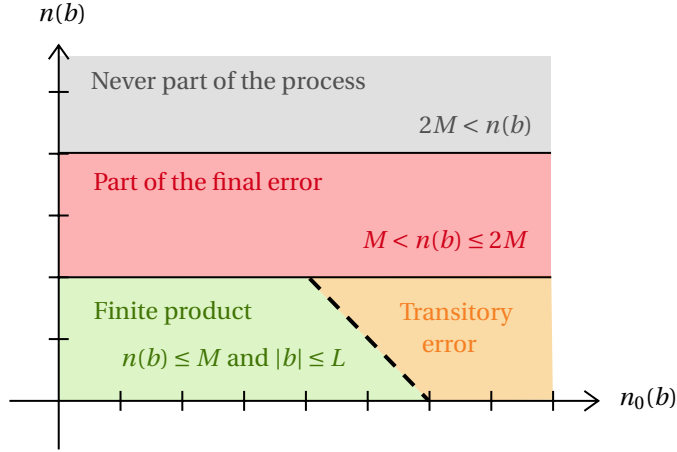 n(b)
Never part of the process
2M < n(b)
Part of the final error
M < n(b) ≤ 2M
Finite product
n(b) ≤ M and |b| ≤ L
Transitory
error
n₀(b)